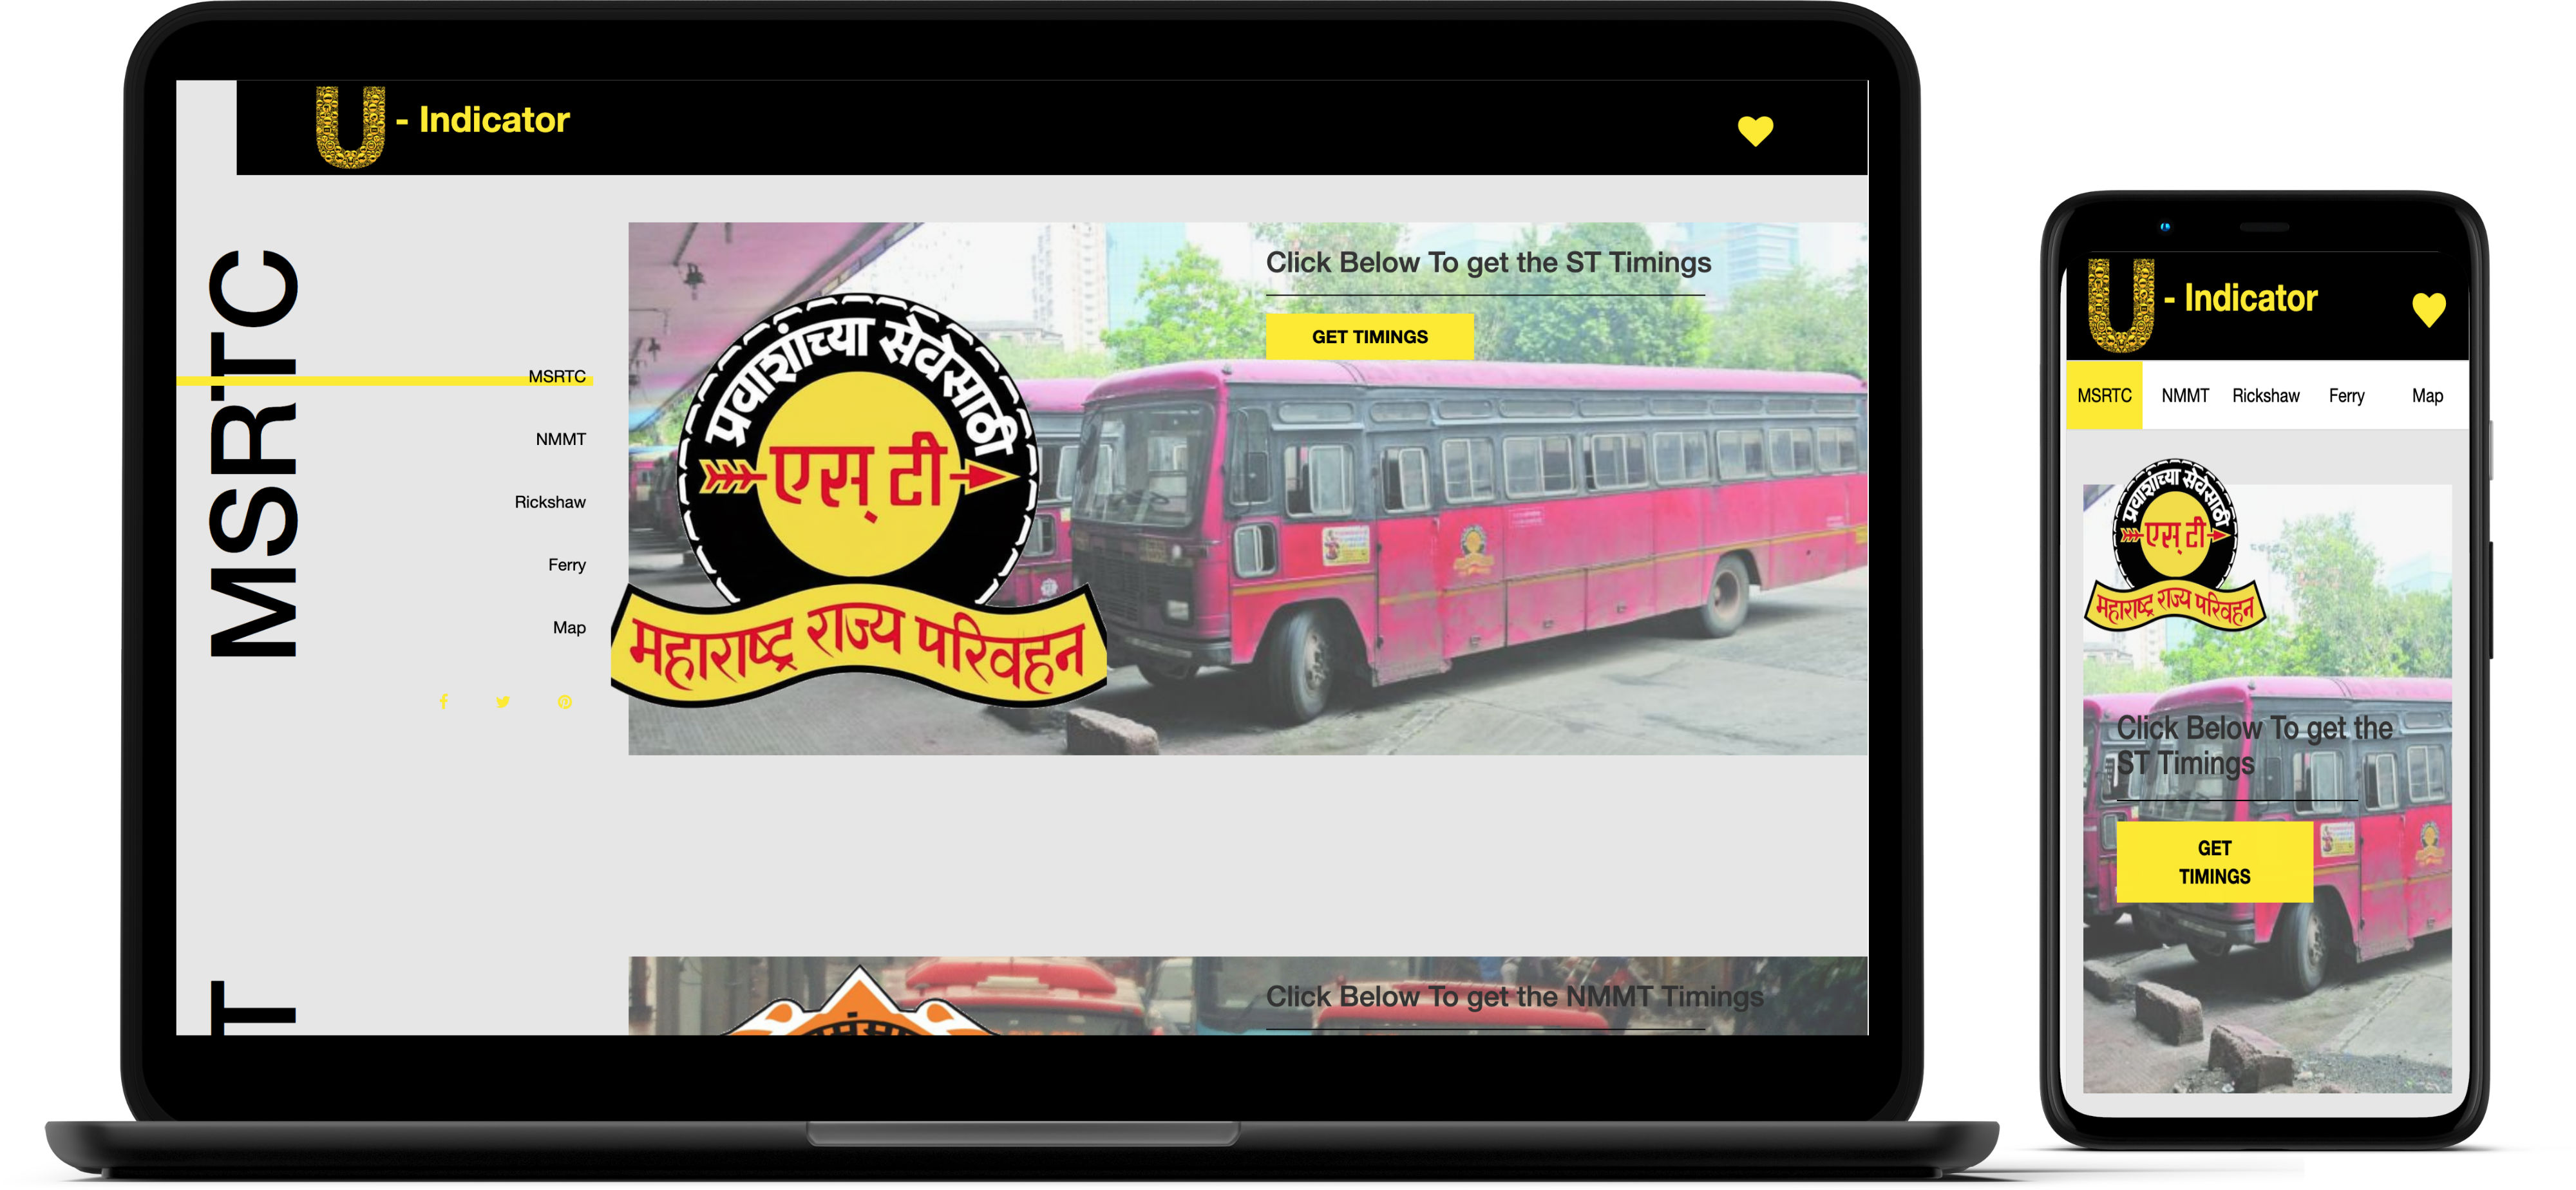 U - Indicator
MSRTC
MSRTC
NMMT
Rickshaw
Ferry
Map
Click Below To get the ST Timings
GET TIMINGS
प्रवाशांच्या सेवेसाठी
एस् टी
महाराष्ट्र राज्य परिवहन
T
Click Below To get the NMMT Timings
U - Indicator
MSRTC NMMT Rickshaw Ferry Map
प्रवाशांच्या सेवेसाठी
एस् टी
महाराष्ट्र राज्य परिवहन
Click Below To get the
ST Timings
GET
TIMINGS